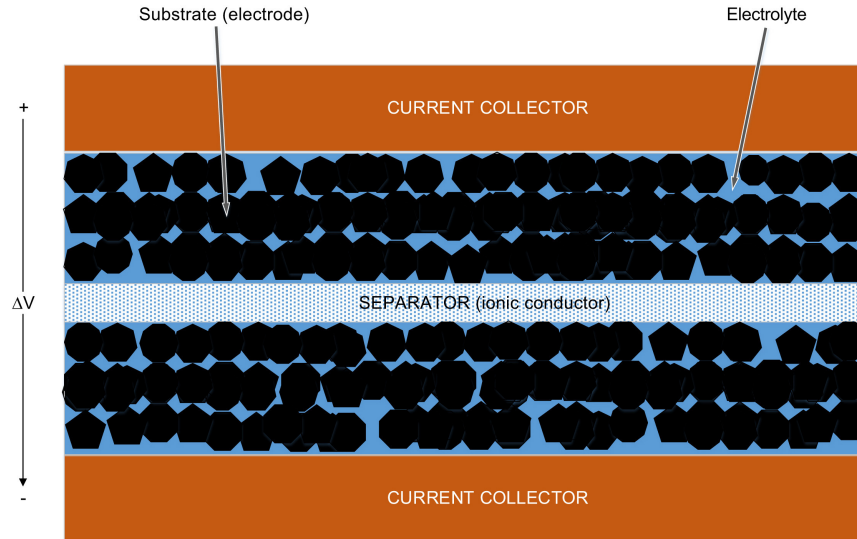 Substrate (electrode)
Electrolyte
+
CURRENT COLLECTOR
ΔV
SEPARATOR (ionic conductor)
-
CURRENT COLLECTOR